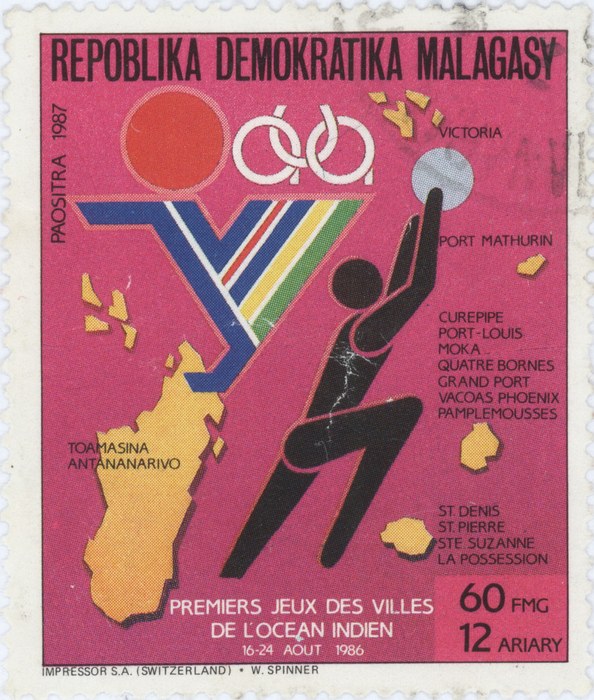 REPOBLIKA DEMOKRATIKA MALAGASY
PAOSITRA 1987
VICTORIA
PORT MATHURIN
CUREPIPE
PORT-LOUIS
MOKA
QUATRE BORNES
GRAND PORT
VACOAS PHOENIX
PAMPLEMOUSSES
TOAMASINA
ANTANANARIVO
ST. DENIS
ST. PIERRE
STE. SUZANNE
LA POSSESSION
PREMIERS JEUX DES VILLES
DE L'OCEAN INDIEN
16-24 AOUT 1986
60 FMG
12 ARIARY
IMPRESSOR S.A. (SWITZERLAND) • W. SPINNER